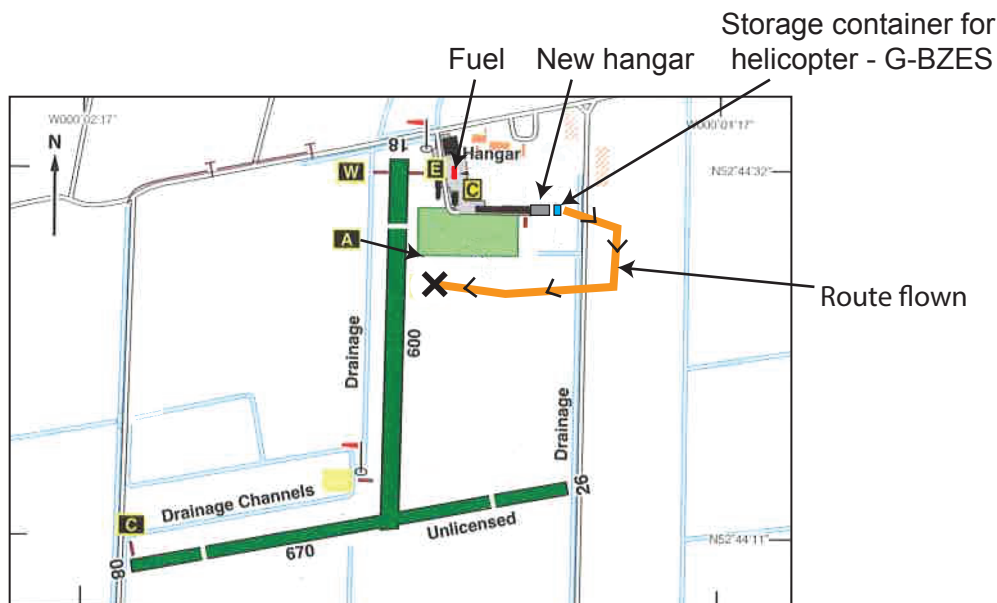 Storage container for
helicopter - G-BZES
Fuel
New hangar
W000°02'17"
W000°01'17"
N
18
Hangar
W
E
C
N52°44'32"
A
Route flown
600
Drainage
Drainage
Drainage Channels
C
26
Unlicensed
670
08
N52°44'11"